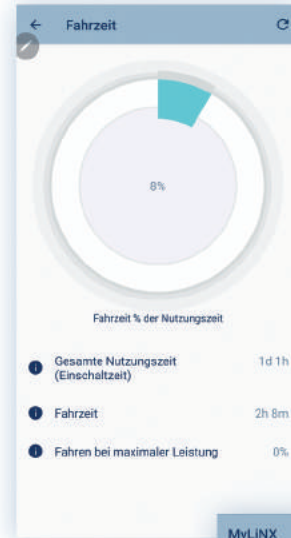 Fahrzeit
8%
Fahrzeit % der Nutzungszeit
Gesamte Nutzungszeit 1d 1h
(Einschaltzeit)
Fahrzeit 2h 8m
Fahren bei maximaler Leistung 0%
MyLiNX